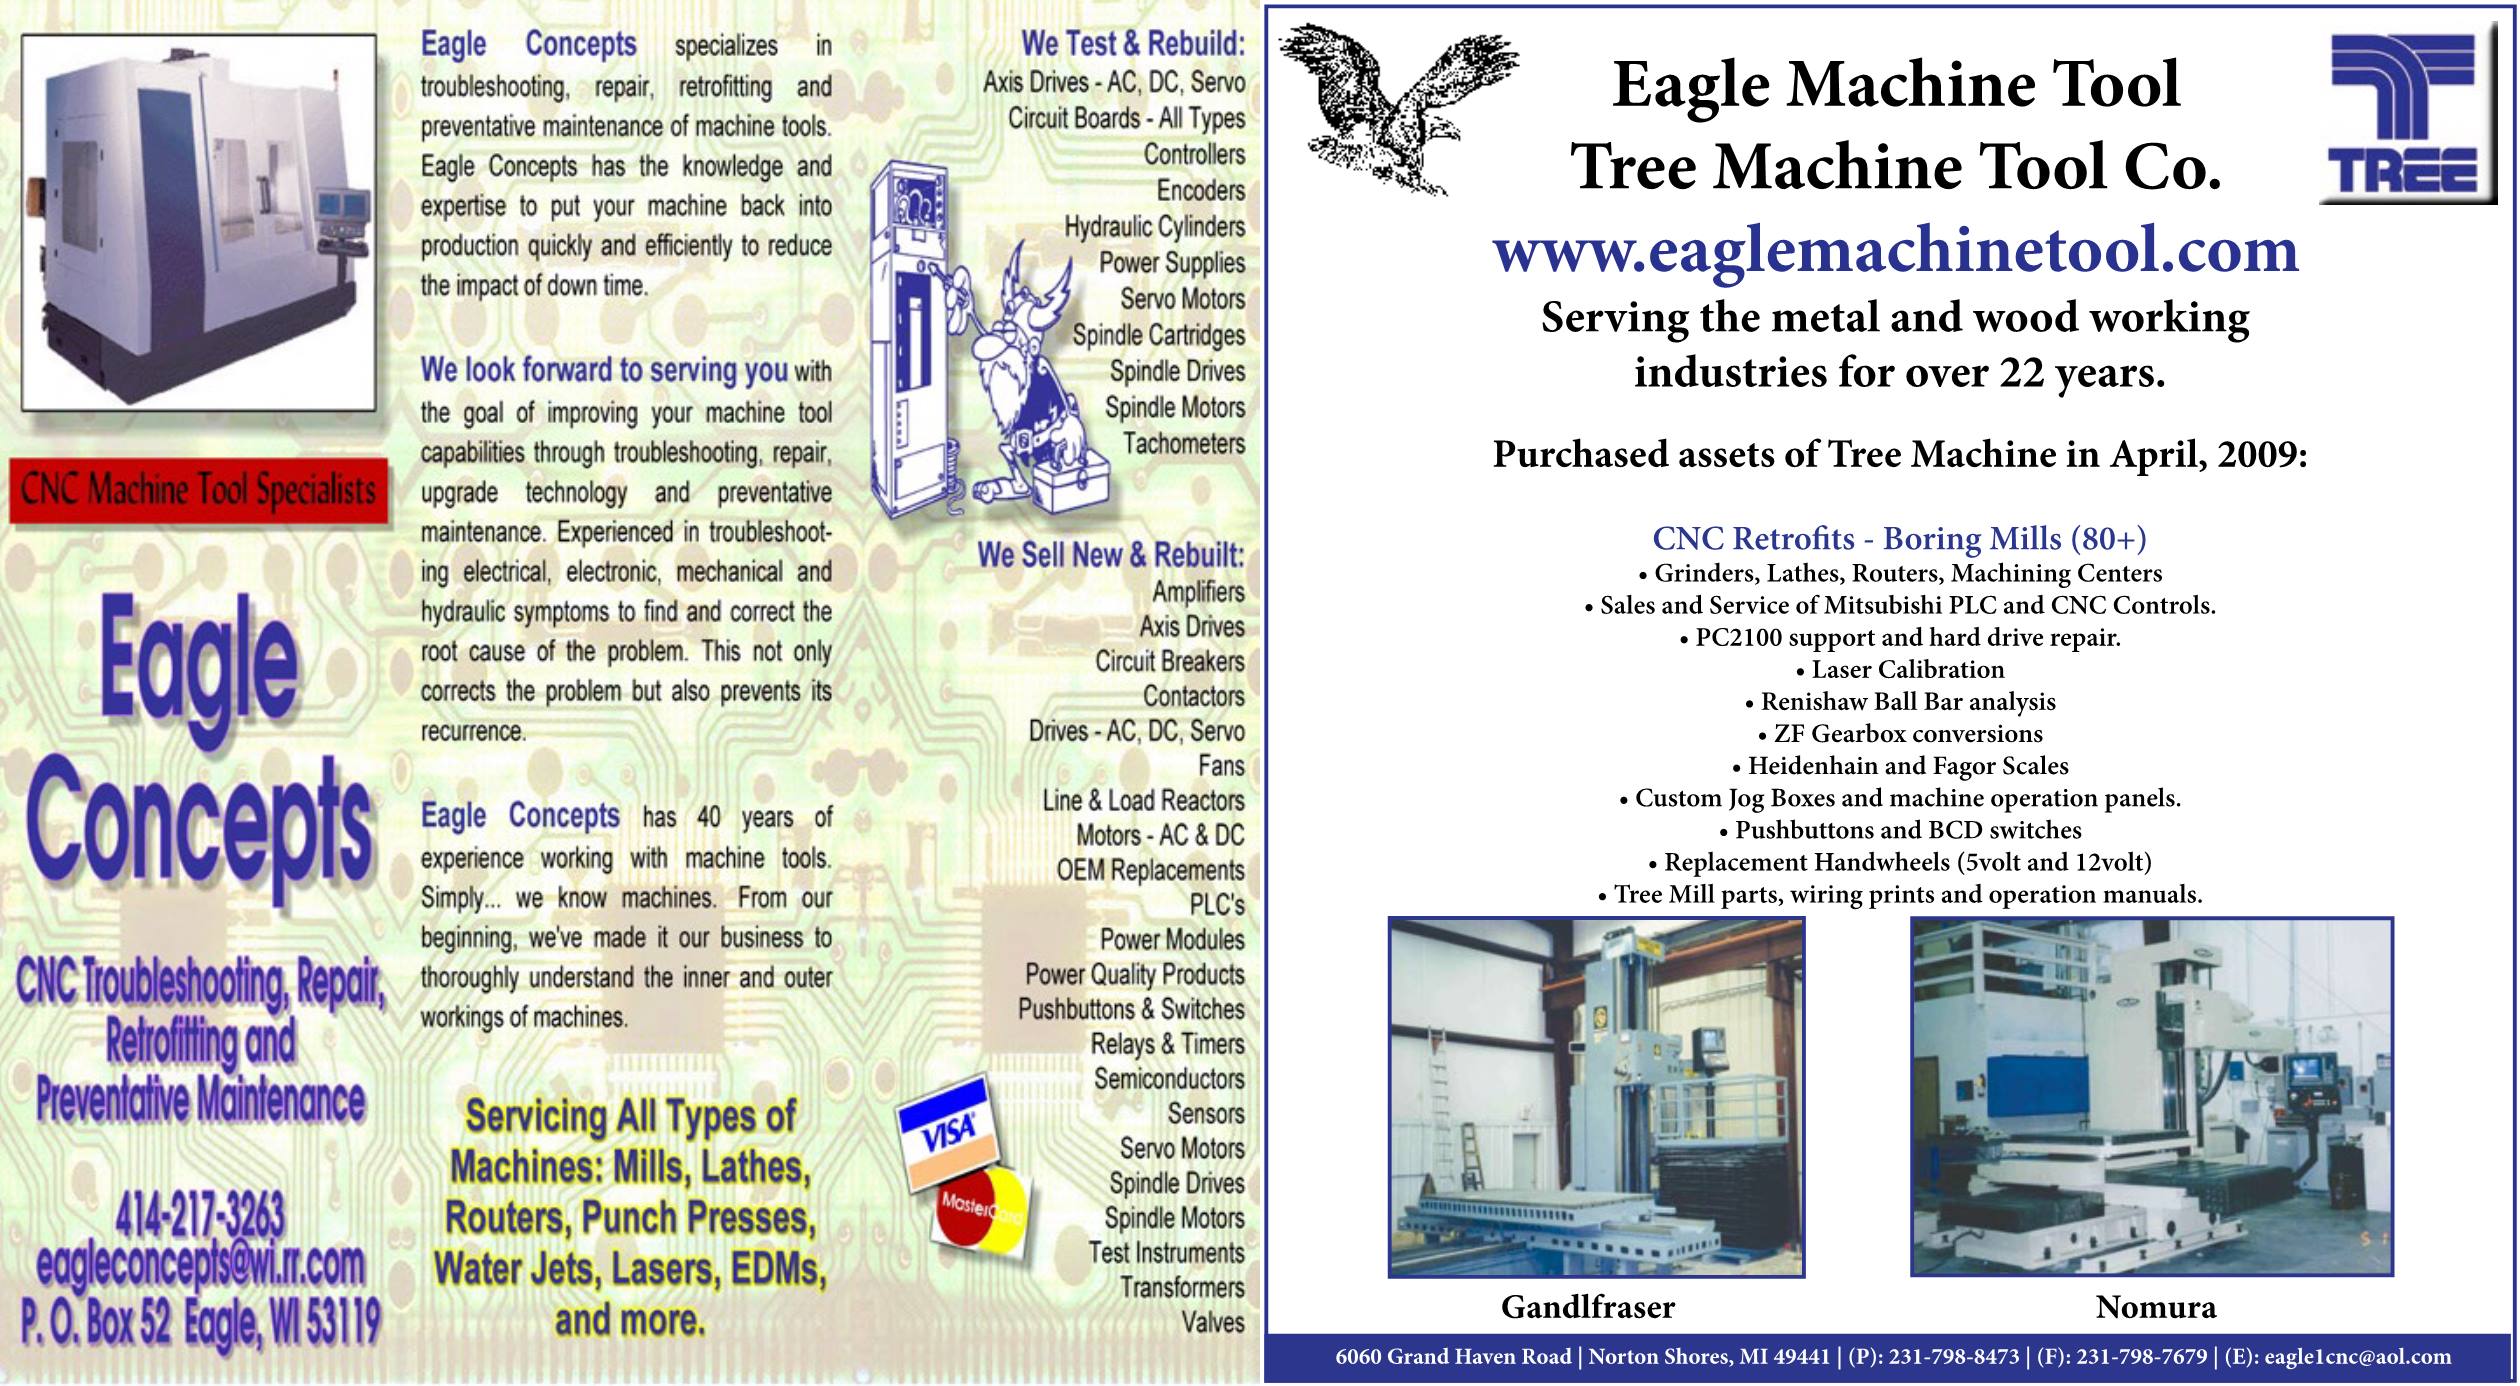 CNC Machine Tool Specialists
Eagle
Concepts
CNC Troubleshooting, Repair,
Retrofitting and
Preventative Maintenance
414-217-3263
eagleconcepts@wi.rr.com
P. O. Box 52 Eagle, WI 53119
Eagle Concepts specializes in
troubleshooting, repair, retrofitting and
preventative maintenance of machine tools.
Eagle Concepts has the knowledge and
expertise to put your machine back into
production quickly and efficiently to reduce
the impact of down time.
We look forward to serving you with
the goal of improving your machine tool
capabilities through troubleshooting, repair,
upgrade technology and preventative
maintenance. Experienced in troubleshoot-
ing electrical, electronic, mechanical and
hydraulic symptoms to find and correct the
root cause of the problem. This not only
corrects the problem but also prevents its
recurrence.
Eagle Concepts has 40 years of
experience working with machine tools.
Simply... we know machines. From our
beginning, we've made it our business to
thoroughly understand the inner and outer
workings of machines.
Servicing All Types of
Machines: Mills, Lathes,
Routers, Punch Presses,
Water Jets, Lasers, EDMs,
and more.
We Test & Rebuild:
Axis Drives - AC, DC, Servo
Circuit Boards - All Types
Controllers
Encoders
Hydraulic Cylinders
Power Supplies
Servo Motors
Spindle Cartridges
Spindle Drives
Spindle Motors
Tachometers
We Sell New & Rebuilt:
Amplifiers
Axis Drives
Circuit Breakers
Contactors
Drives - AC, DC, Servo
Fans
Line & Load Reactors
Motors - AC & DC
OEM Replacements
PLC's
Power Modules
Power Quality Products
Pushbuttons & Switches
Relays & Timers
Semiconductors
Sensors
Servo Motors
Spindle Drives
Spindle Motors
Test Instruments
Transformers
Valves
VISA
MasterCard
Eagle Machine Tool
Tree Machine Tool Co.
TREE
www.eaglemachinetool.com
Serving the metal and wood working
industries for over 22 years.
Purchased assets of Tree Machine in April, 2009:
CNC Retrofits - Boring Mills (80+)
• Grinders, Lathes, Routers, Machining Centers
• Sales and Service of Mitsubishi PLC and CNC Controls.
• PC2100 support and hard drive repair.
• Laser Calibration
• Renishaw Ball Bar analysis
• ZF Gearbox conversions
• Heidenhain and Fagor Scales
• Custom Jog Boxes and machine operation panels.
• Pushbuttons and BCD switches
• Replacement Handwheels (5volt and 12volt)
• Tree Mill parts, wiring prints and operation manuals.
Gandlfraser
Nomura
6060 Grand Haven Road | Norton Shores, MI 49441 | (P): 231-798-8473 | (F): 231-798-7679 | (E): eagle1cnc@aol.com